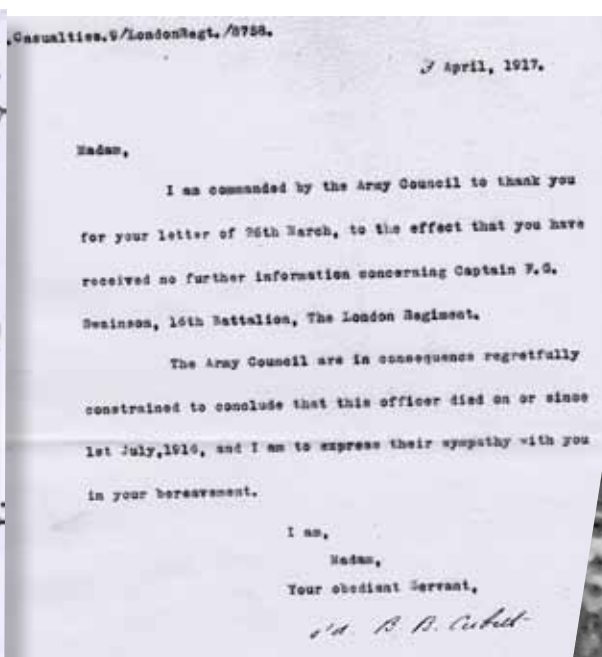 .Casualties.9/LondonRegt./8758.
3 April, 1917.
Madam,
I am commanded by the Army Council to thank you
for your letter of 26th March, to the effect that you have
received no further information concerning Captain F.G.
Swainson, 16th Battalion, The London Regiment.
The Army Council are in consequence regretfully
constrained to conclude that this officer died on or since
1st July,1916, and I am to express their sympathy with you
in your bereavement.
I am,
Madam,
Your obedient Servant,
B. B. Cubitt